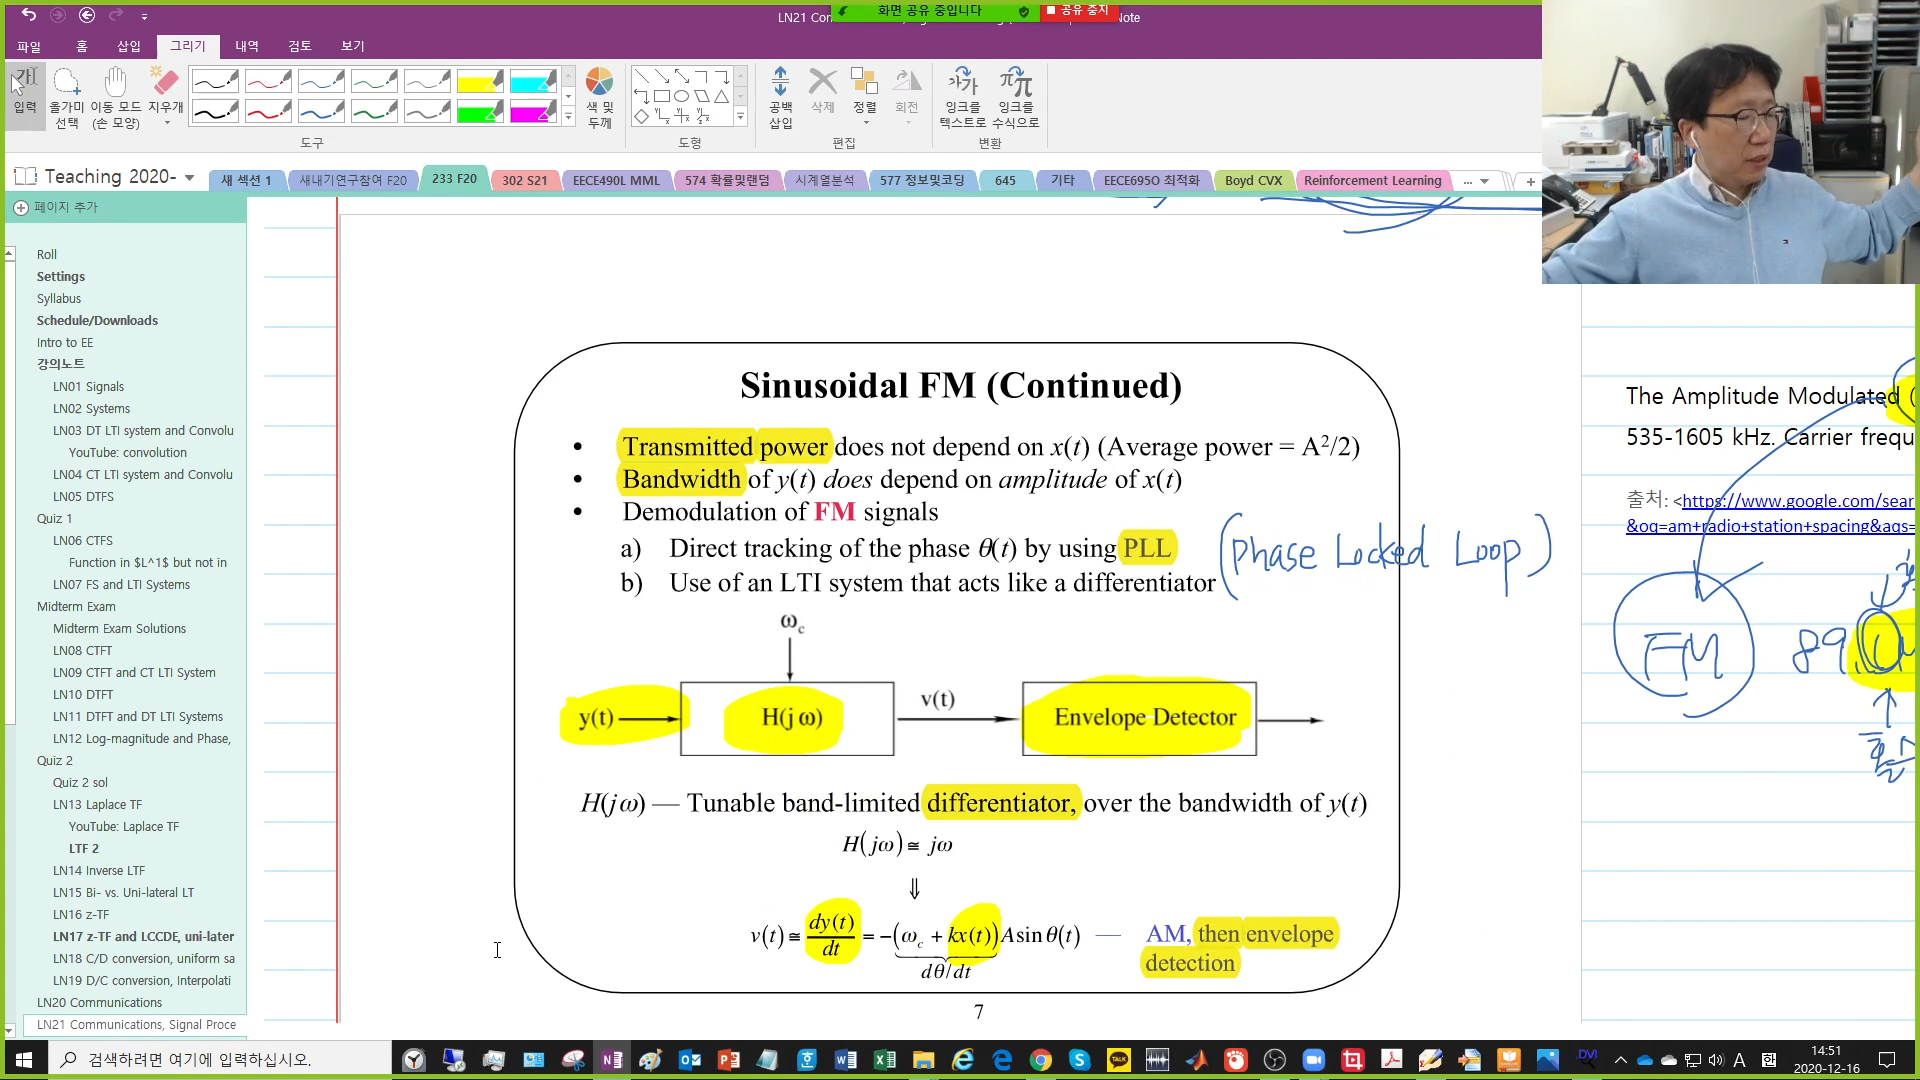 화면 공유 중입니다
공유 중지
파일 홈 삽입 그리기 내역 검토 보기
입력
올가미 선택
이동 모드 (손 모양)
지우개
색 및 두께
공백 삽입
삭제
정렬
회전
잉크를 텍스트로
잉크를 수식으로
도구 도형 편집 변환
Teaching 2020-
새 섹션 1 새내기연구참여 F20 233 F20 302 S21 EECE490L MML 574 확률및랜덤 시계열분석 577 정보및코딩 645 기타 EECE695O 최적화 Boyd CVX Reinforcement Learning ...
페이지 추가
Roll
Settings
Syllabus
Schedule/Downloads
Intro to EE
강의노트
LN01 Signals
LN02 Systems
LN03 DT LTI system and Convolu
YouTube: convolution
LN04 CT LTI system and Convolu
LN05 DTFS
Quiz 1
LN06 CTFS
Function in $L^1$ but not in
LN07 FS and LTI Systems
Midterm Exam
Midterm Exam Solutions
LN08 CTFT
LN09 CTFT and CT LTI System
LN10 DTFT
LN11 DTFT and DT LTI Systems
LN12 Log-magnitude and Phase,
Quiz 2
Quiz 2 sol
LN13 Laplace TF
YouTube: Laplace TF
LTF 2
LN14 Inverse LTF
LN15 Bi- vs. Uni-lateral LT
LN16 z-TF
LN17 z-TF and LCCDE, uni-later
LN18 C/D conversion, uniform sa
LN19 D/C conversion, Interpolati
LN20 Communications
LN21 Communications, Signal Proce
Sinusoidal FM (Continued)
• Transmitted power does not depend on x(t) (Average power = A²/2)
• Bandwidth of y(t) does depend on amplitude of x(t)
• Demodulation of FM signals
a) Direct tracking of the phase θ(t) by using PLL (Phase Locked Loop)
b) Use of an LTI system that acts like a differentiator
ω_c
y(t) H(j ω) v(t) Envelope Detector
H(jω) — Tunable band-limited differentiator, over the bandwidth of y(t)
H(jω) ≅ jω
⇓
v(t) ≅ dy(t)/dt = −(ω_c + kx(t)) A sin θ(t) — AM, then envelope
dθ/dt detection
7
The Amplitude Modulated (
535-1605 kHz. Carrier frequ
출처: <https://www.google.com/sear
&oq=am+radio+station+spacing&aqs=
FM 89.1
검색하려면 여기에 입력하십시오.
A 한
14:51
2020-12-16